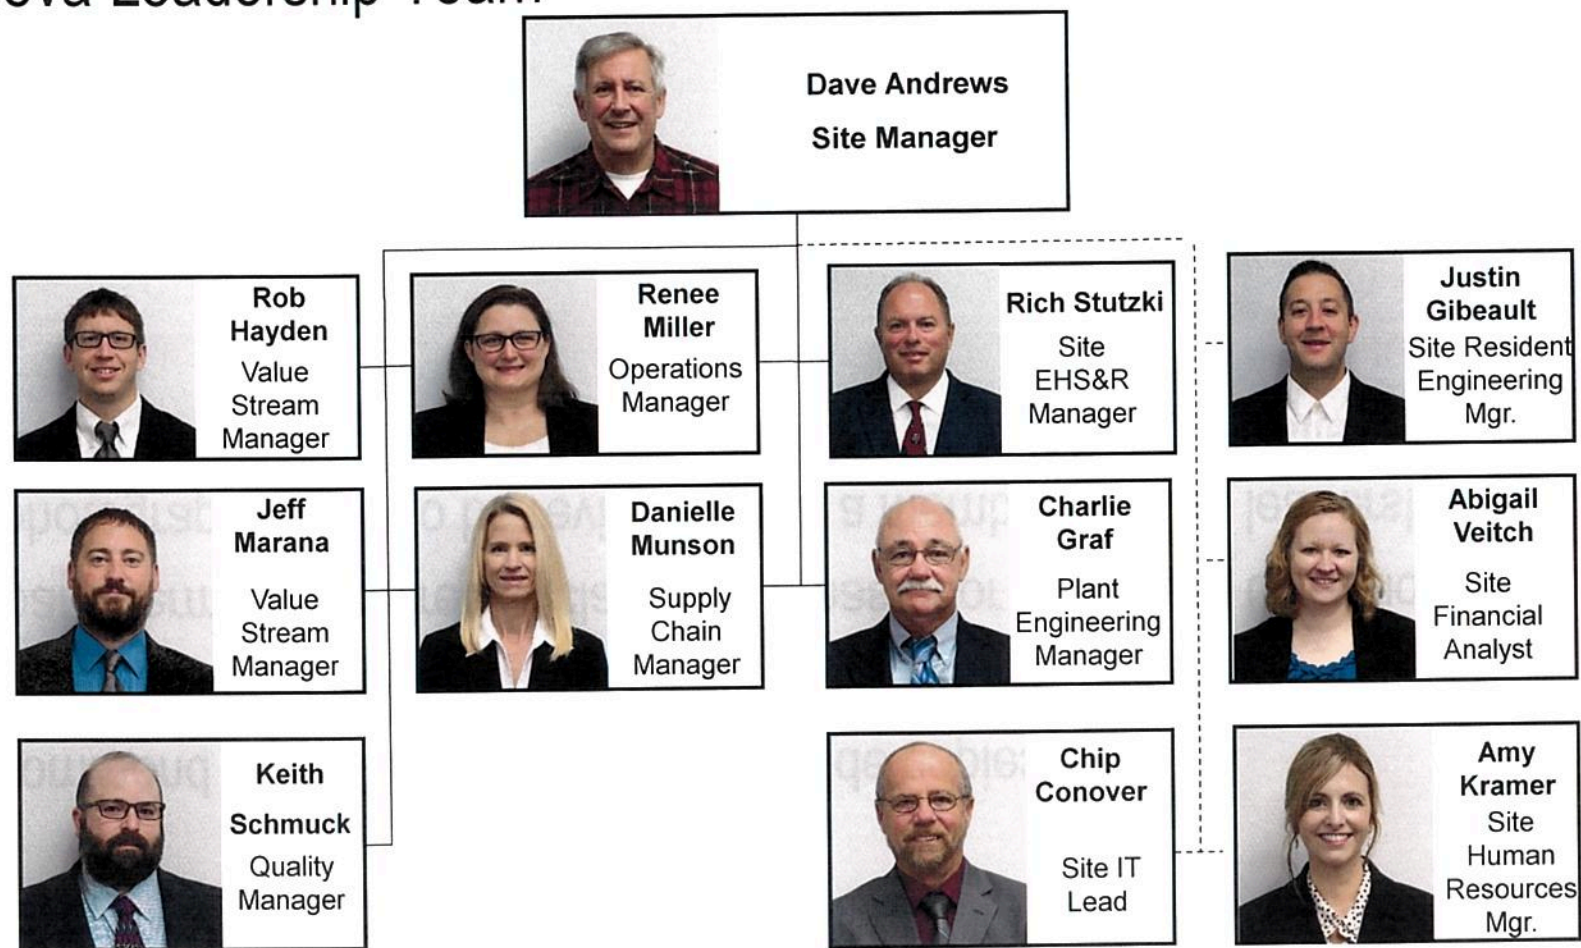 Leadership Team
Dave Andrews
Site Manager
Rob
Hayden
Value
Stream
Manager
Renee
Miller
Operations
Manager
Rich Stutzki
Site
EHS&R
Manager
Justin
Gibeault
Site Resident
Engineering
Mgr.
Jeff
Marana
Value
Stream
Manager
Danielle
Munson
Supply
Chain
Manager
Charlie
Graf
Plant
Engineering
Manager
Abigail
Veitch
Site
Financial
Analyst
Keith
Schmuck
Quality
Manager
Chip
Conover
Site IT
Lead
Amy
Kramer
Site
Human
Resources
Mgr.